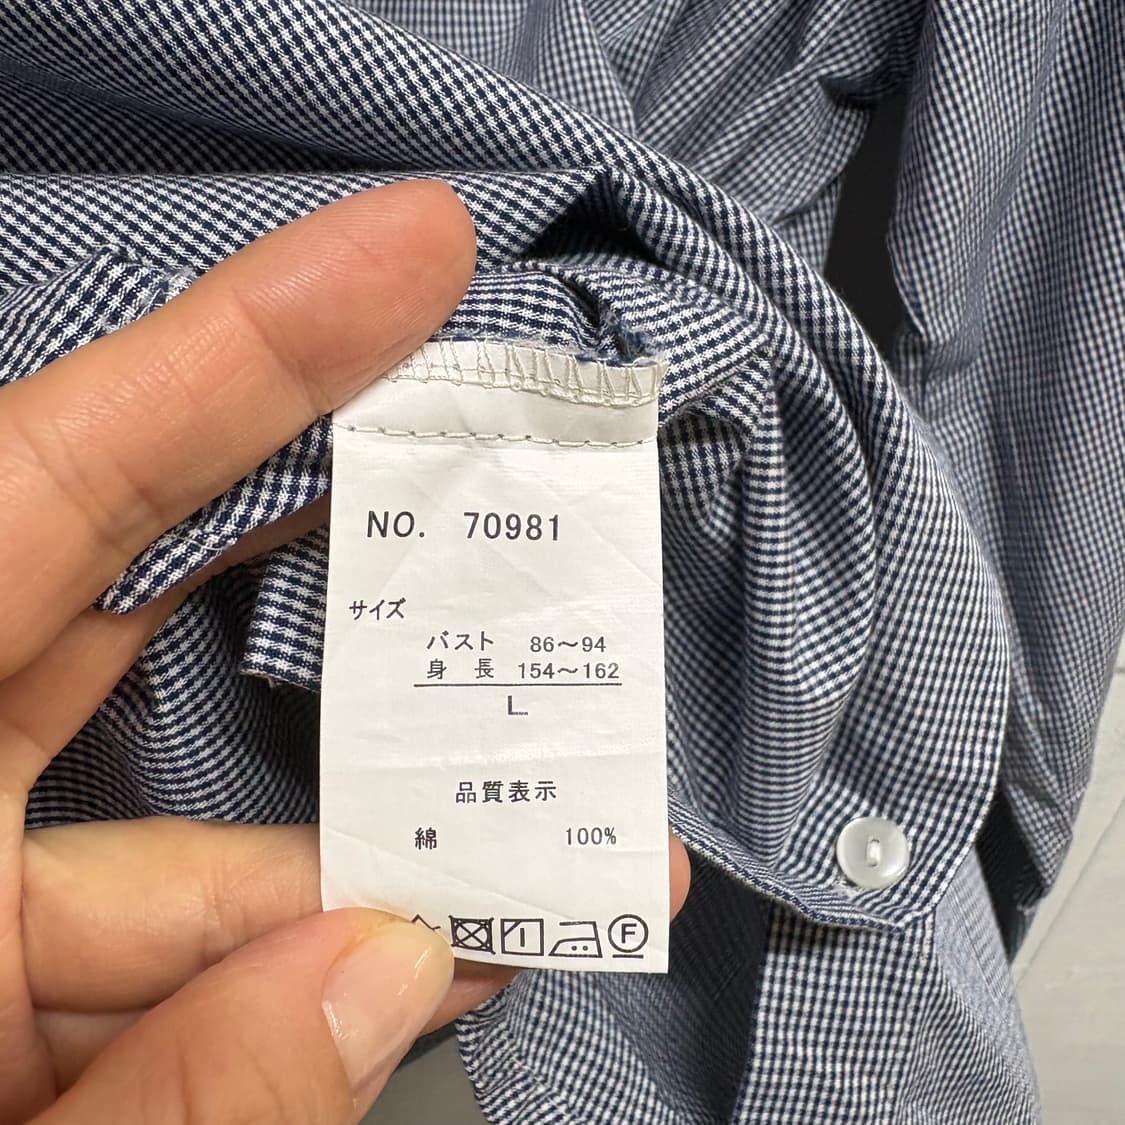 NO. 70981
サイズ
バスト 86～94
身長 154～162
L
品質表示
綿 100%
F